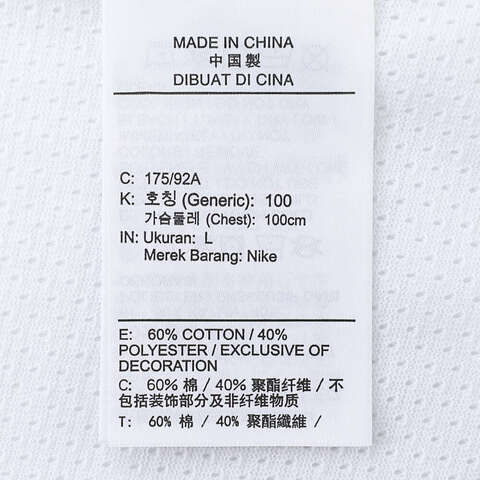 MADE IN CHINA
中国製
DIBUAT DI CINA
C: 175/92A
K: 호칭 (Generic): 100
가슴둘레 (Chest): 100cm
IN: Ukuran: L
Merek Barang: Nike
E: 60% COTTON / 40%
POLYESTER / EXCLUSIVE OF
DECORATION
C: 60% 棉 / 40% 聚酯纤维 / 不
包括装饰部分及非纤维物质
T: 60% 棉 / 40% 聚酯纖維 /